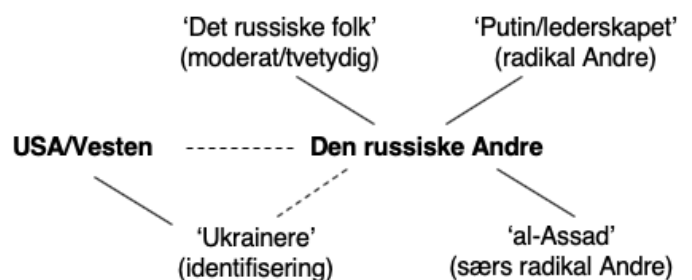 ‘Det russiske folk’
(moderat/tvetydig)
‘Putin/lederskapet’
(radikal Andre)
USA/Vesten
Den russiske Andre
‘Ukrainere’
(identifisering)
‘al-Assad’
(særs radikal Andre)